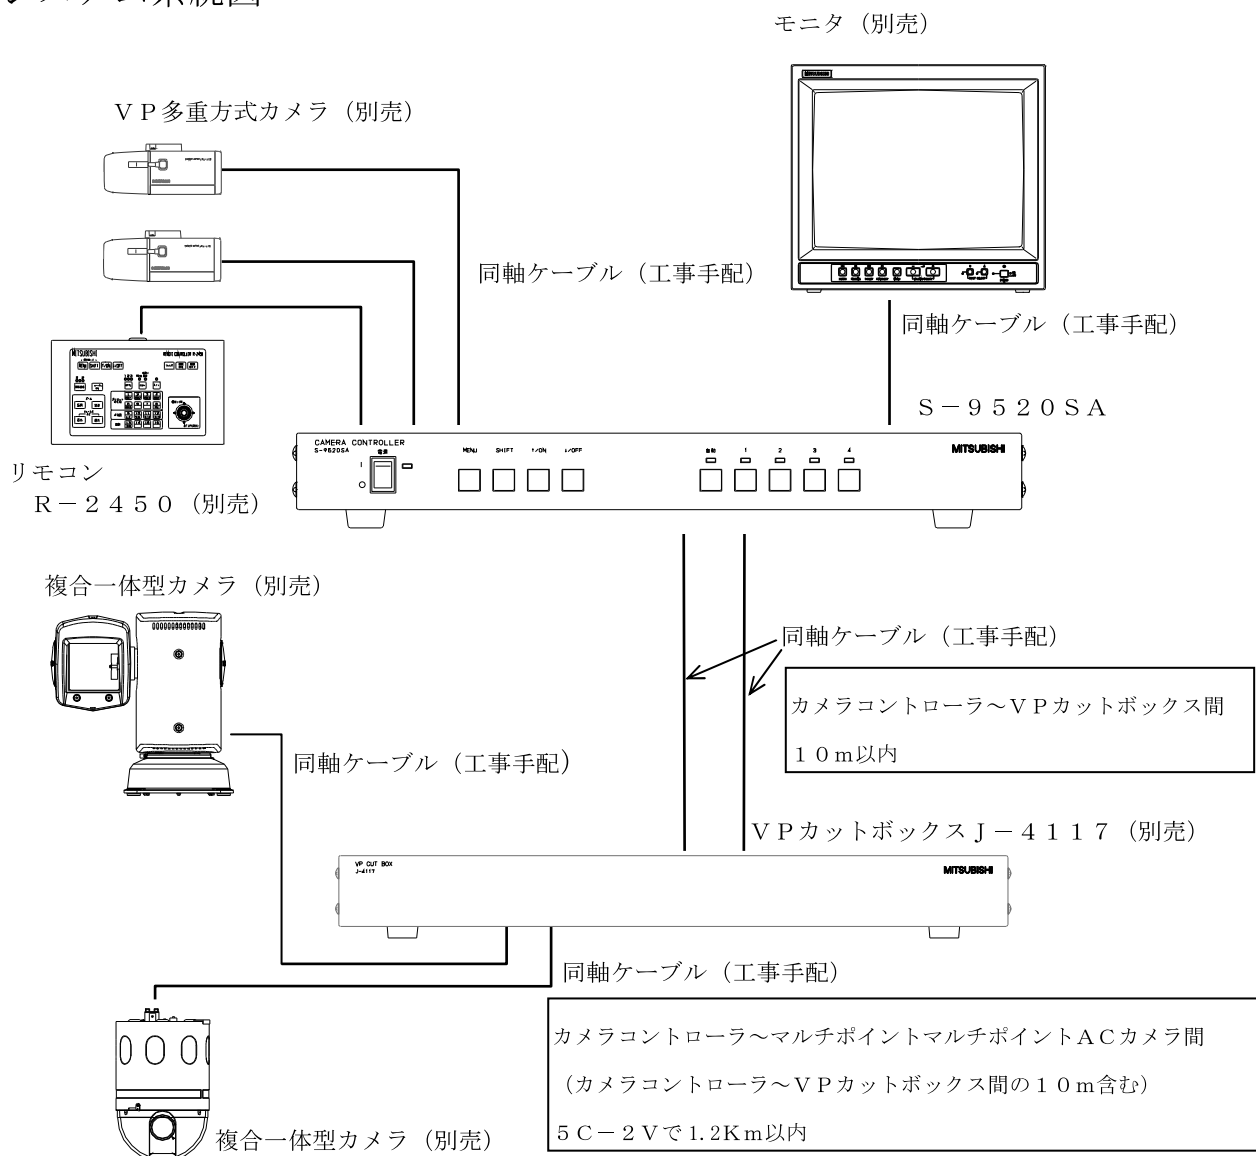 モニタ（別売）
ＶＰ多重方式カメラ（別売）
同軸ケーブル（工事手配）
同軸ケーブル（工事手配）
Ｓ－９５２０ＳＡ
MITSUBISHI
リモコン
Ｒ－２４５０（別売）
CAMERA CONTROLLER
S-9520SA
電源
MENU SHIFT ↑/ON ↓/OFF
自動 1 2 3 4
MITSUBISHI
複合一体型カメラ（別売）
同軸ケーブル（工事手配）
カメラコントローラ～ＶＰカットボックス間
１０ｍ以内
同軸ケーブル（工事手配）
ＶＰカットボックスＪ－４１１７（別売）
VP CUT BOX
J-4117
MITSUBISHI
同軸ケーブル（工事手配）
カメラコントローラ～マルチポイントマルチポイントＡＣカメラ間
（カメラコントローラ～ＶＰカットボックス間の１０ｍ含む）
５Ｃ－２Ｖで1.2Km以内
複合一体型カメラ（別売）